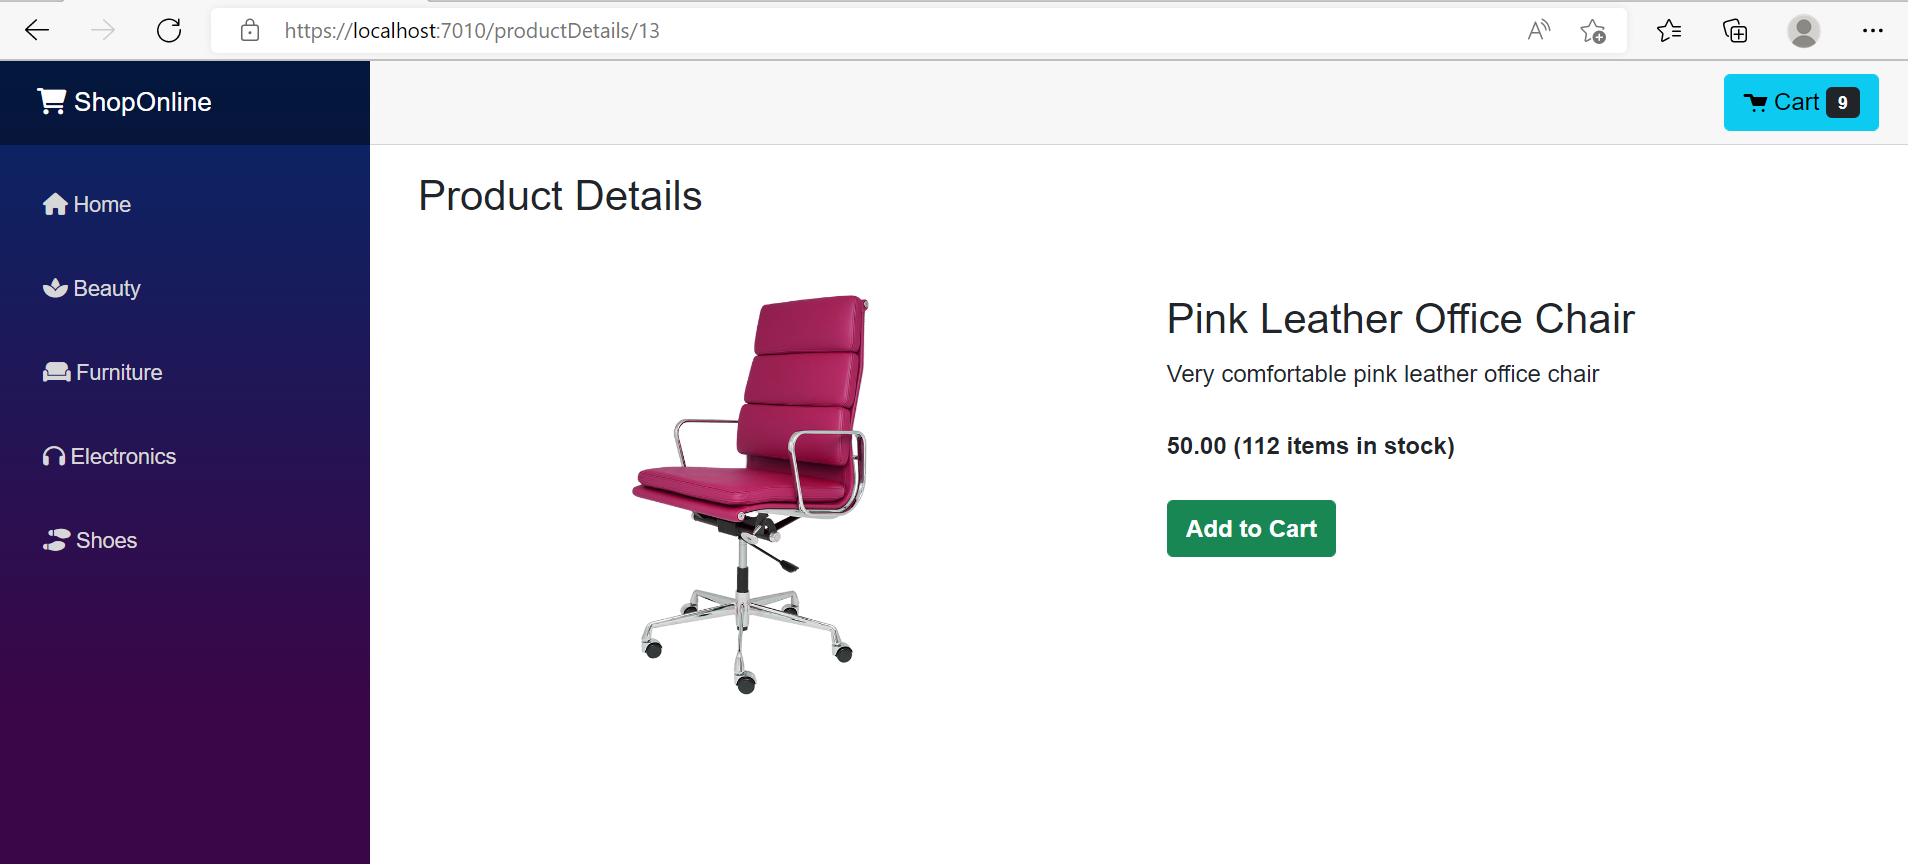 https://localhost:7010/productDetails/13
ShopOnline
Cart 9
Home
Beauty
Furniture
Electronics
Shoes
Product Details
Pink Leather Office Chair
Very comfortable pink leather office chair
50.00 (112 items in stock)
Add to Cart